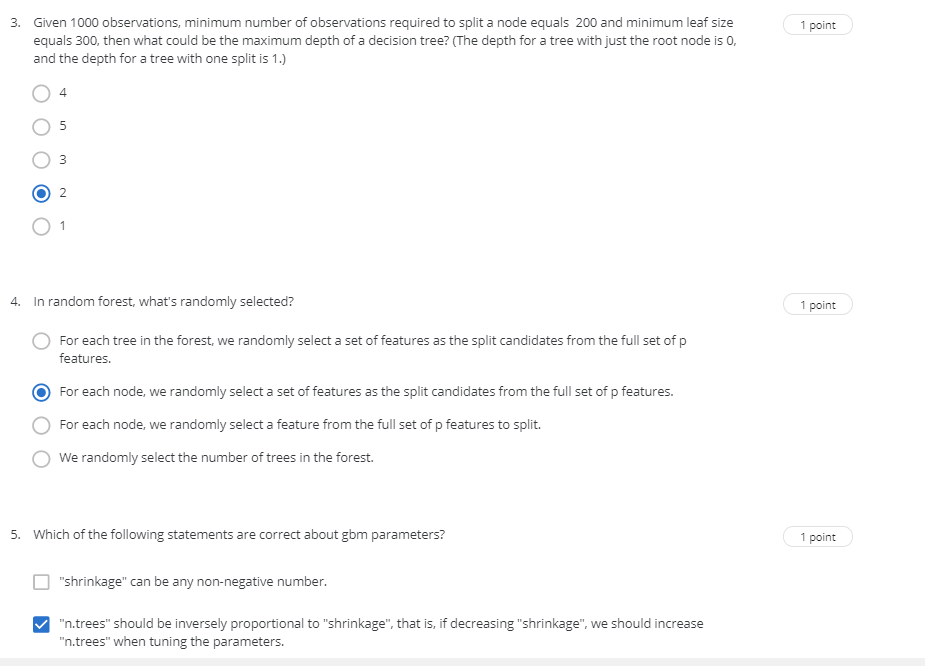 3. Given 1000 observations, minimum number of observations required to split a node equals 200 and minimum leaf size
1 point
equals 300, then what could be the maximum depth of a decision tree? (The depth for a tree with just the root node is 0,
and the depth for a tree with one split is 1.)
4
5
3
2
1
4. In random forest, what's randomly selected?
1 point
For each tree in the forest, we randomly select a set of features as the split candidates from the full set of p
features.
For each node, we randomly select a set of features as the split candidates from the full set of p features.
For each node, we randomly select a feature from the full set of p features to split.
We randomly select the number of trees in the forest.
5. Which of the following statements are correct about gbm parameters?
1 point
"shrinkage" can be any non-negative number.
"n.trees" should be inversely proportional to "shrinkage", that is, if decreasing "shrinkage", we should increase
"n.trees" when tuning the parameters.